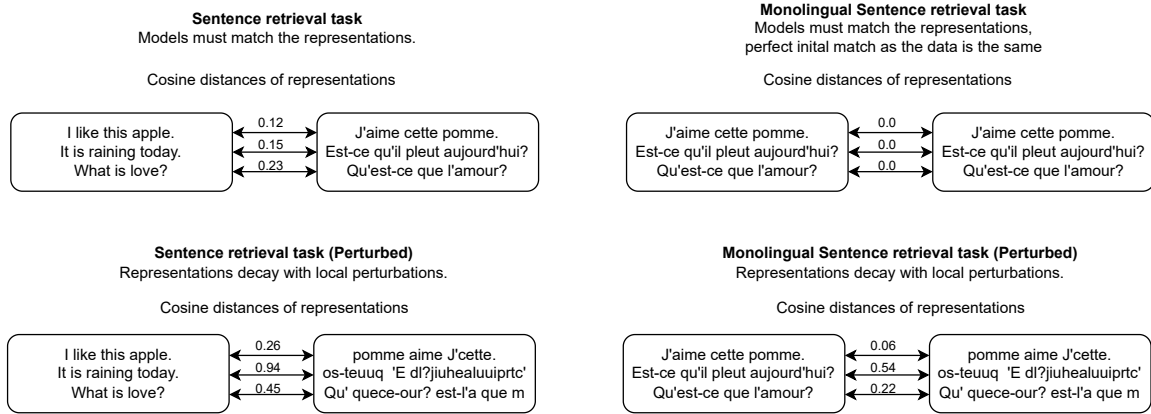 Sentence retrieval task
Models must match the representations.
Cosine distances of representations
I like this apple.
It is raining today.
What is love?
0.12
0.15
0.23
J'aime cette pomme.
Est-ce qu'il pleut aujourd'hui?
Qu'est-ce que l'amour?
Monolingual Sentence retrieval task
Models must match the representations,
perfect inital match as the data is the same
Cosine distances of representations
J'aime cette pomme.
Est-ce qu'il pleut aujourd'hui?
Qu'est-ce que l'amour?
0.0
0.0
0.0
J'aime cette pomme.
Est-ce qu'il pleut aujourd'hui?
Qu'est-ce que l'amour?
Sentence retrieval task (Perturbed)
Representations decay with local perturbations.
Cosine distances of representations
I like this apple.
It is raining today.
What is love?
0.26
0.94
0.45
pomme aime J'cette.
os-teuuq 'E dl?jiuhealuuiprtc'
Qu' quece-our? est-l'a que m
Monolingual Sentence retrieval task (Perturbed)
Representations decay with local perturbations.
Cosine distances of representations
J'aime cette pomme.
Est-ce qu'il pleut aujourd'hui?
Qu'est-ce que l'amour?
0.06
0.54
0.22
pomme aime J'cette.
os-teuuq 'E dl?jiuhealuuiprtc'
Qu' quece-our? est-l'a que m